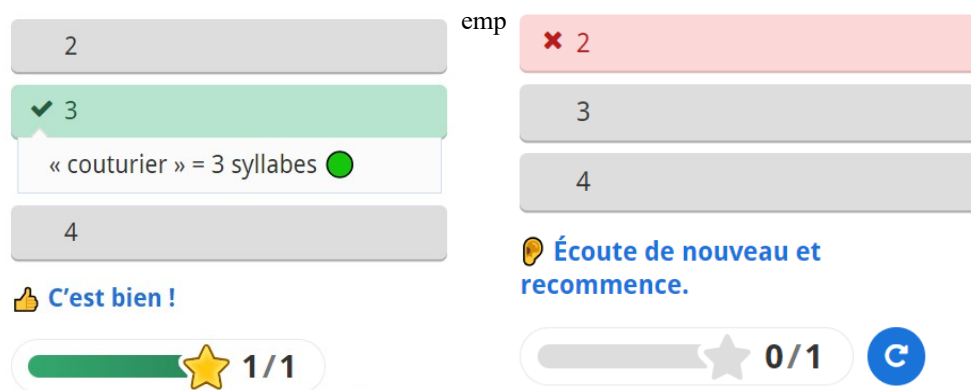 2
3
« couturier » = 3 syllabes
4
C’est bien !
1/1
emp
2
3
4
Écoute de nouveau et
recommence.
0/1